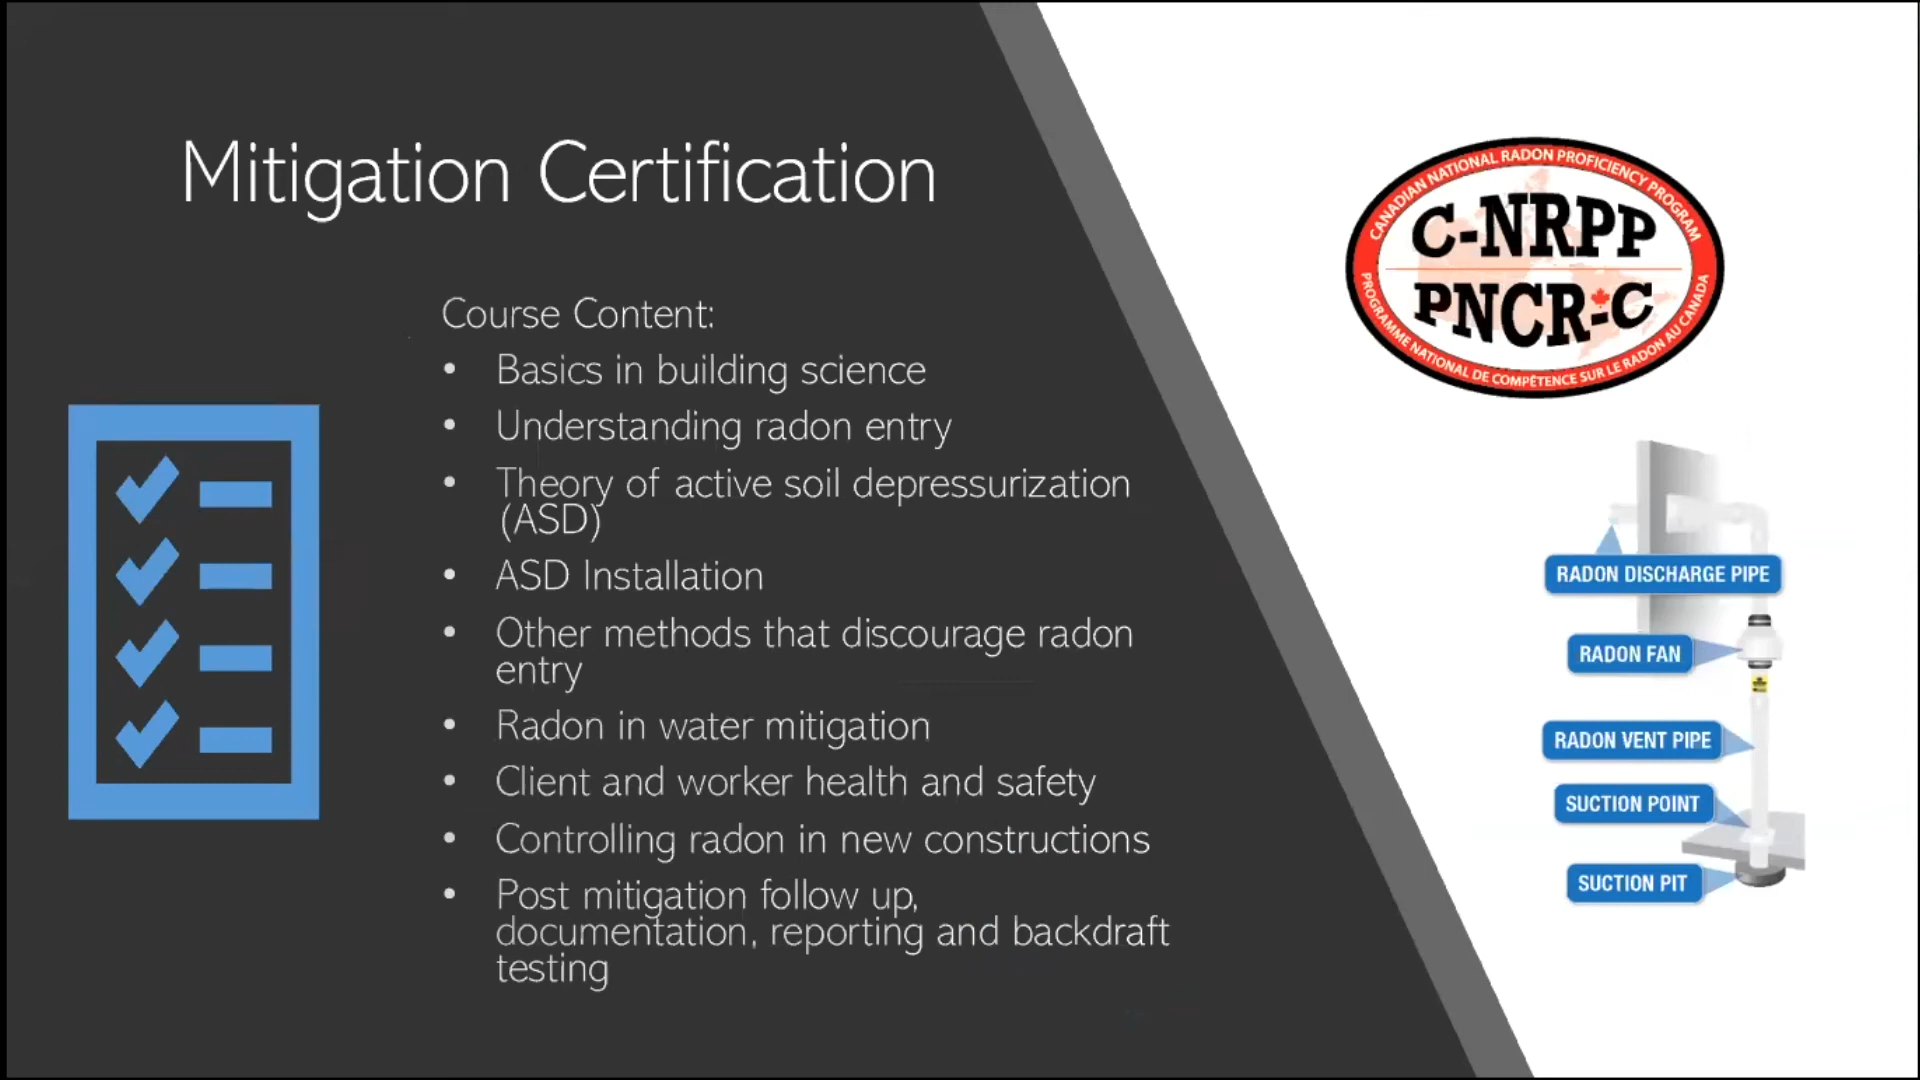 Mitigation Certification
Course Content:
• Basics in building science
• Understanding radon entry
• Theory of active soil depressurization
(ASD)
• ASD Installation
• Other methods that discourage radon
entry
• Radon in water mitigation
• Client and worker health and safety
• Controlling radon in new constructions
• Post mitigation follow up,
documentation, reporting and backdraft
testing
CANADIAN NATIONAL RADON PROFICIENCY PROGRAM
C-NRPP
PNCR-C
PROGRAMME NATIONAL DE COMPÉTENCE SUR LE RADON AU CANADA
RADON DISCHARGE PIPE
RADON FAN
RADON VENT PIPE
SUCTION POINT
SUCTION PIT